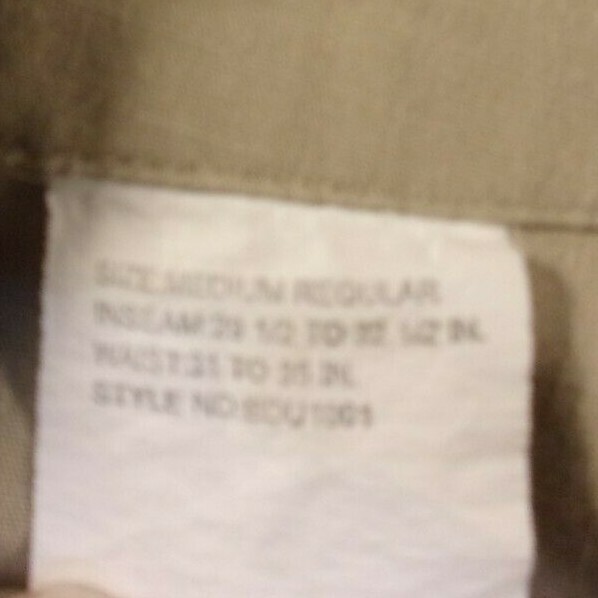 SIZE:MEDIUM REGULAR
INSEAM:29 1/2 TO 32 1/2 IN.
WAIST:31 TO 35 IN.
STYLE NO: